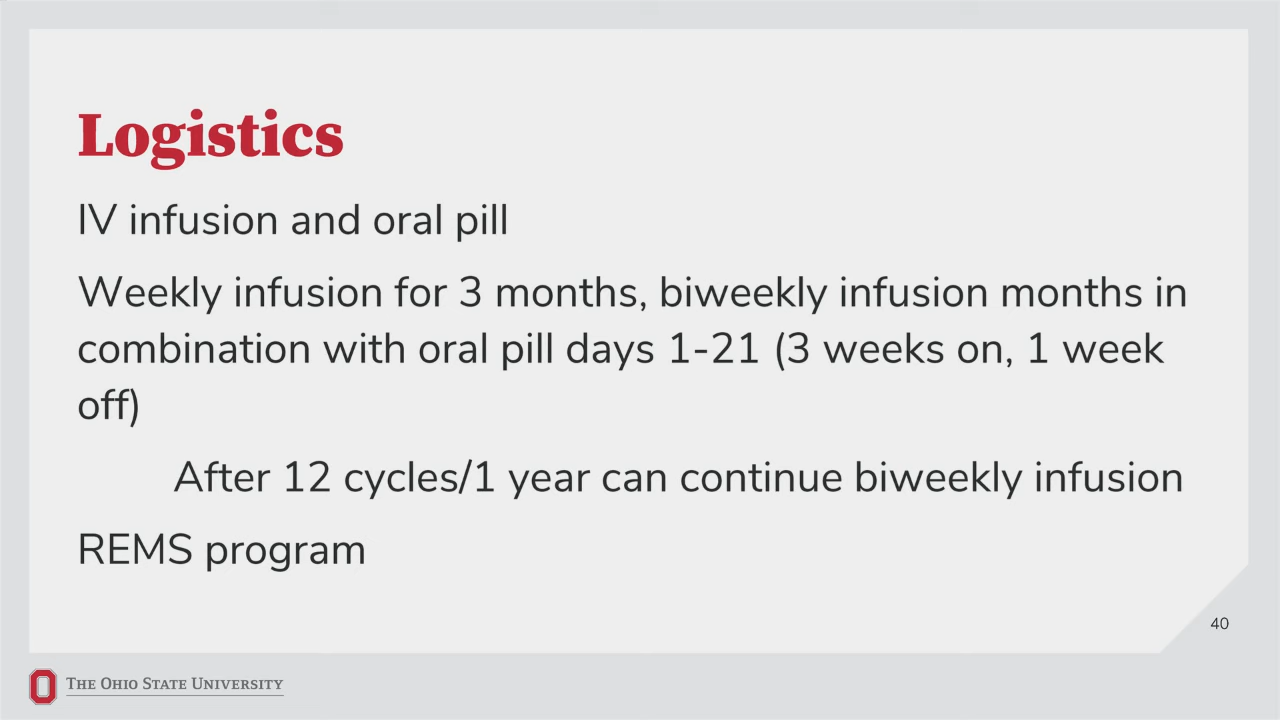 Logistics
IV infusion and oral pill
Weekly infusion for 3 months, biweekly infusion months in
combination with oral pill days 1-21 (3 weeks on, 1 week
off)
After 12 cycles/1 year can continue biweekly infusion
REMS program
40
THE OHIO STATE UNIVERSITY